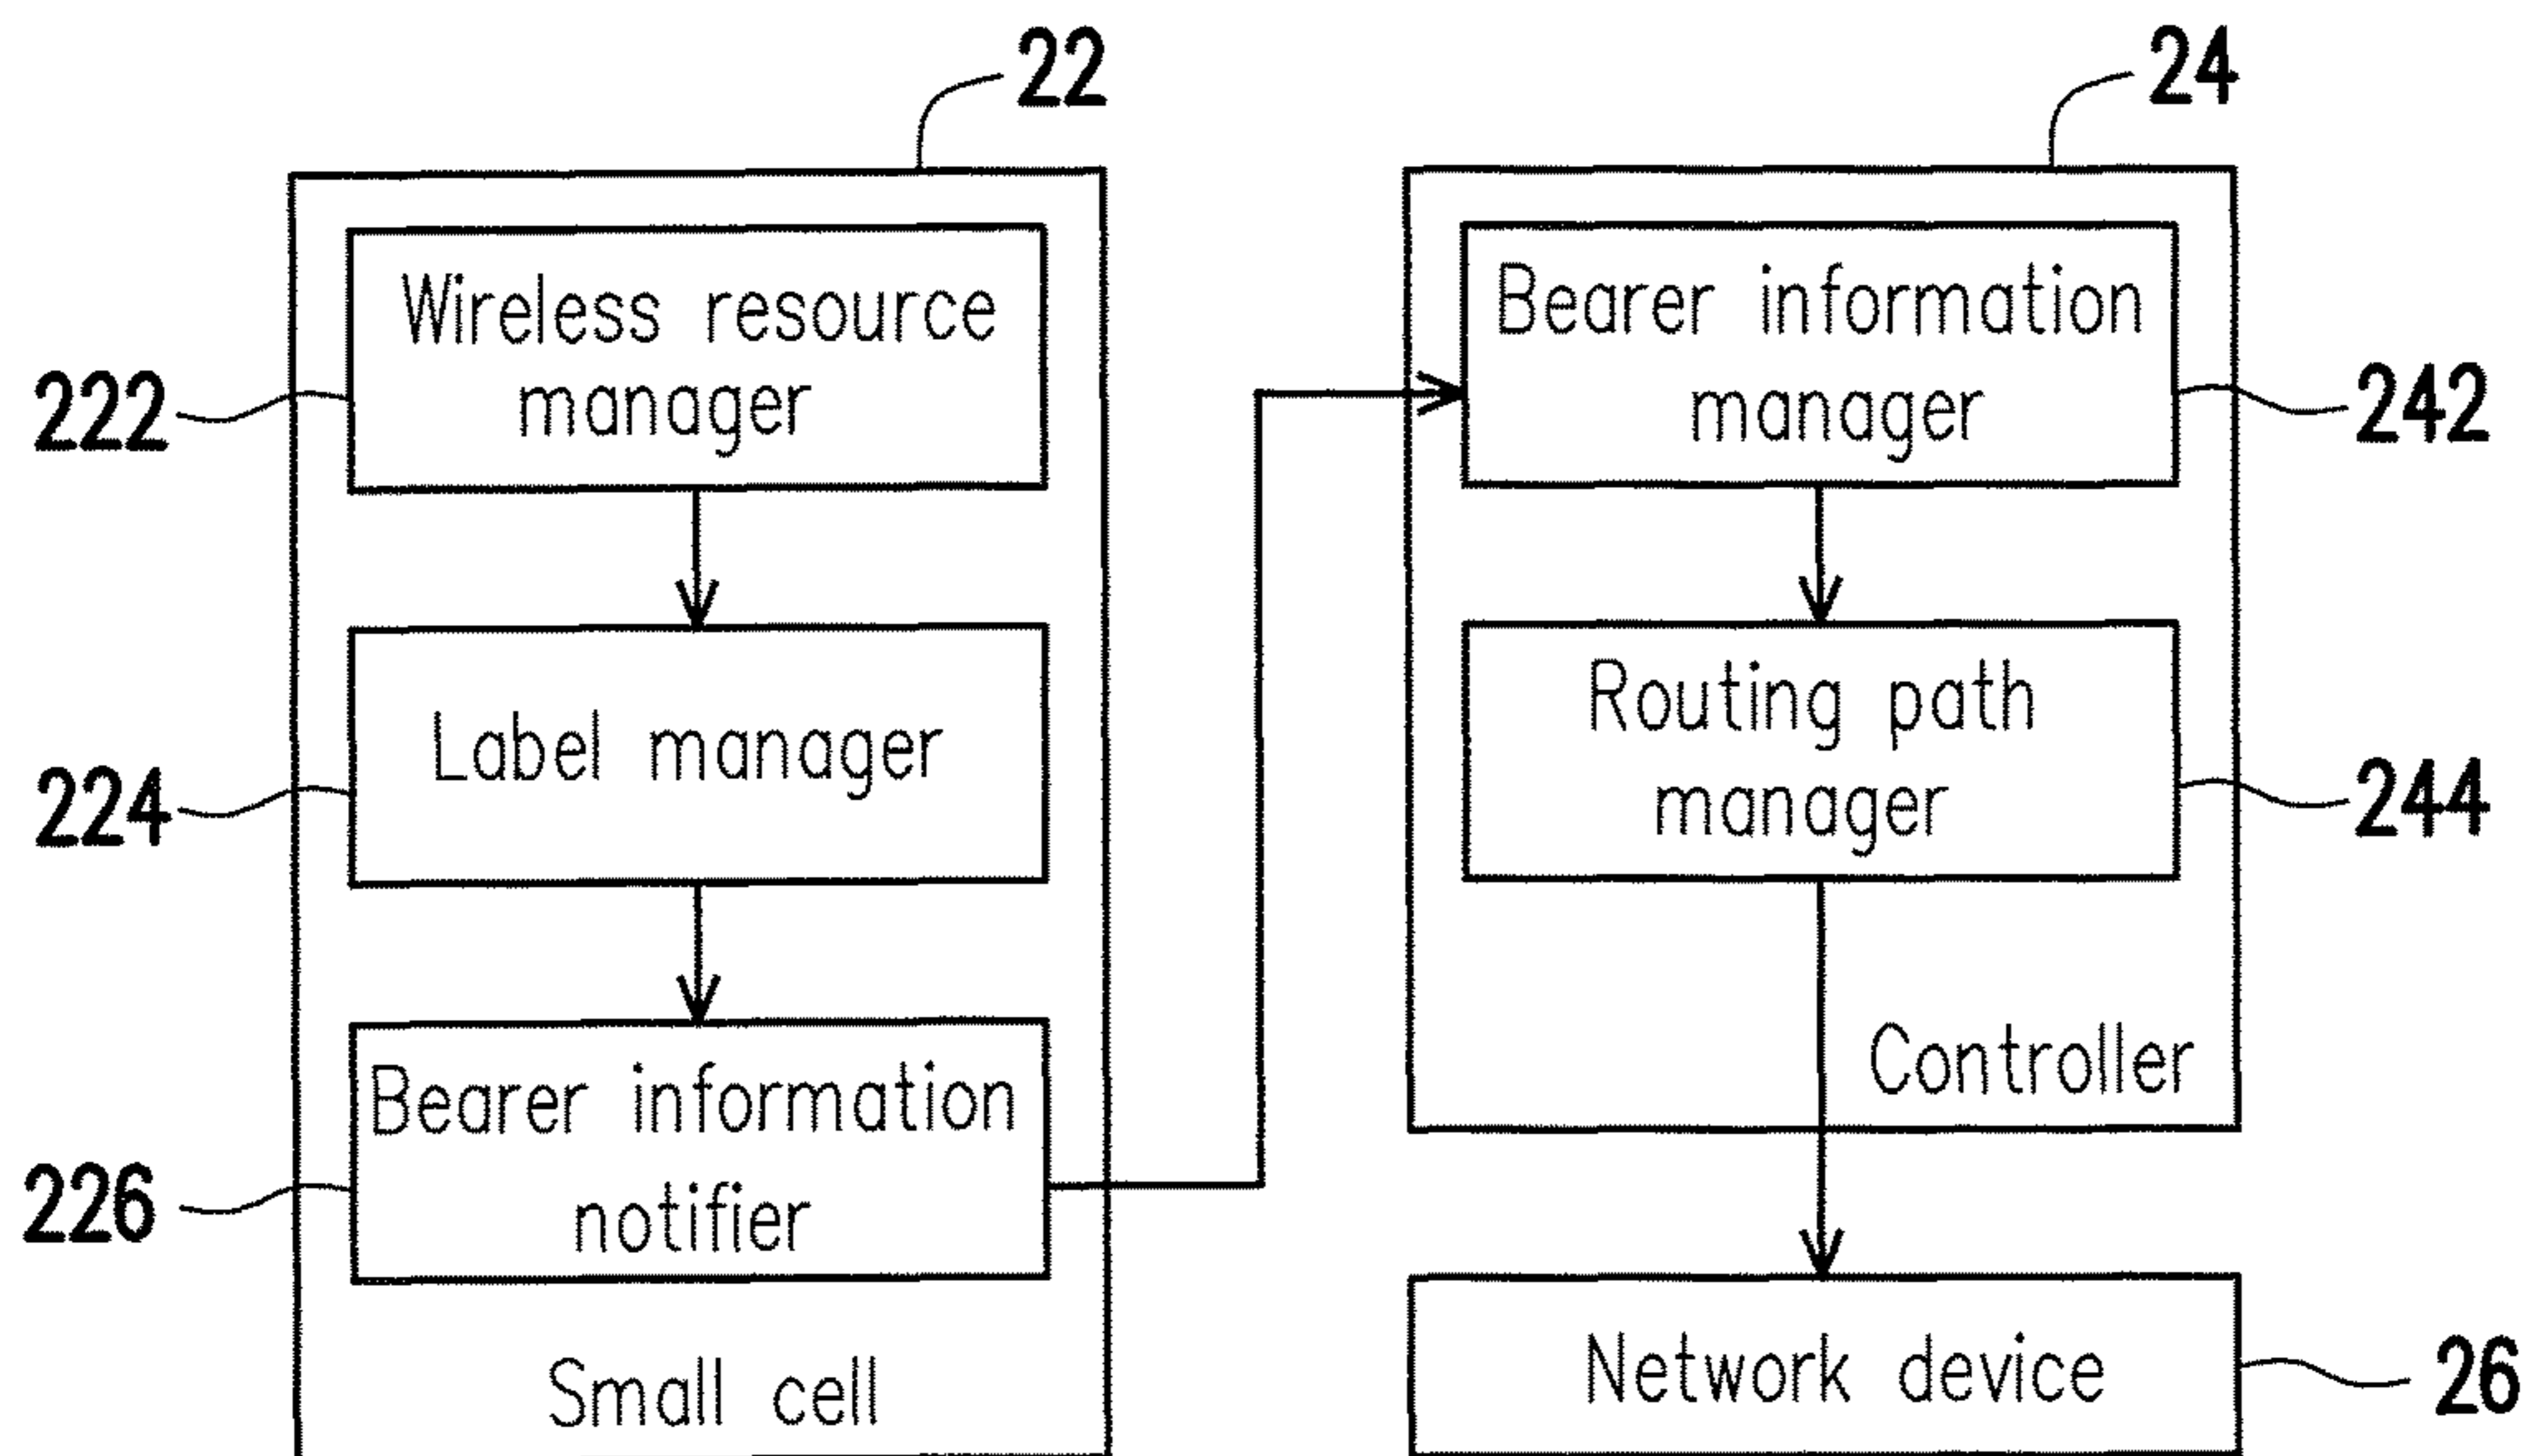 22
24
Wireless resource
manager
222
Bearer information
manager
242
Label manager
224
Routing path
manager
244
Bearer information
notifier
226
Controller
Small cell
Network device
26